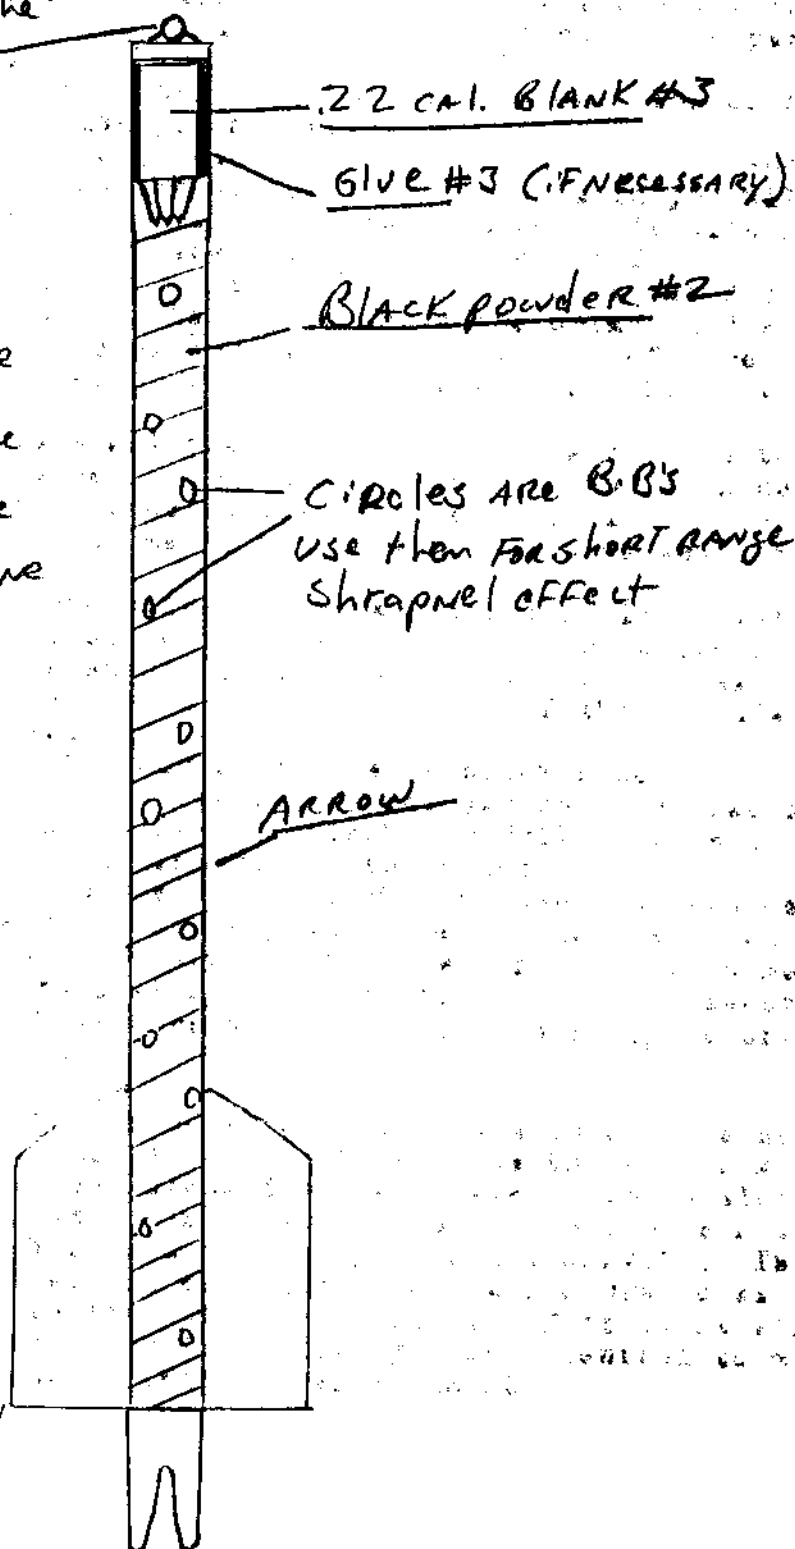 he
.22 cal. BlANK #3
Glue #3 (if Necessary)
Black powder #2
Circles are B.B's
use them For short range
shrapnel effect
ARROW